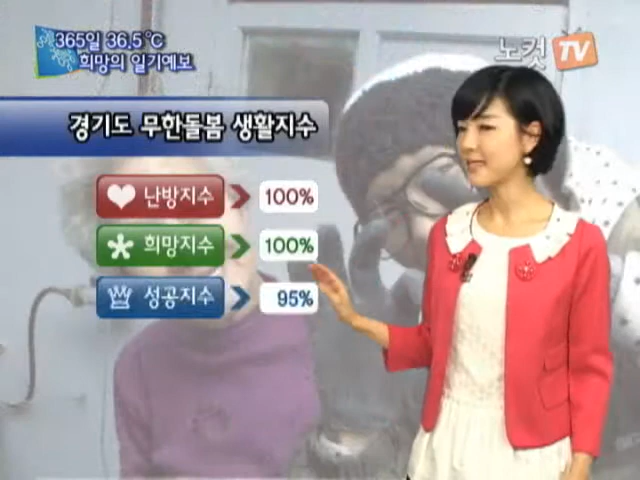 365일 36.5℃
희망의 일기예보
노컷TV
경기도 무한돌봄 생활지수
난방지수 100%
희망지수 100%
성공지수 95%